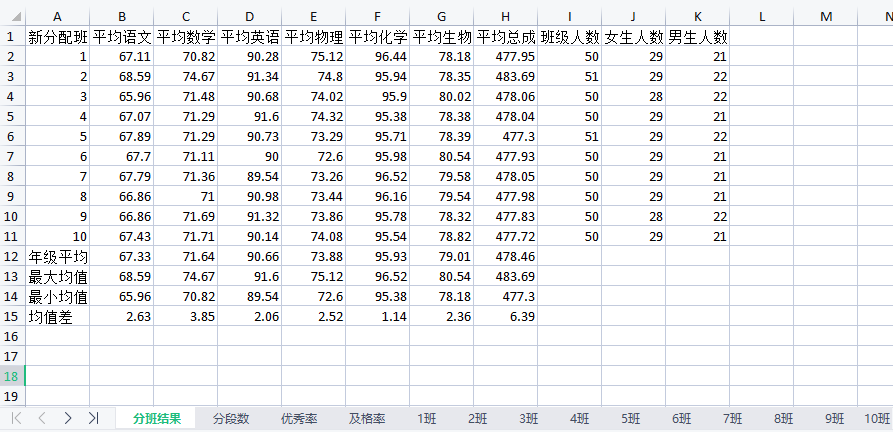 A B C D E F G H I J K L M N
1 新分配班 平均语文 平均数学 平均英语 平均物理 平均化学 平均生物 平均总成 班级人数 女生人数 男生人数
2 1 67.11 70.82 90.28 75.12 96.44 78.18 477.95 50 29 21
3 2 68.59 74.67 91.34 74.8 95.94 78.35 483.69 51 29 22
4 3 65.96 71.48 90.68 74.02 95.9 80.02 478.06 50 28 22
5 4 67.07 71.29 91.6 74.32 95.38 78.38 478.04 50 29 21
6 5 67.89 71.29 90.73 73.29 95.71 78.39 477.3 51 29 22
7 6 67.7 71.11 90 72.6 95.98 80.54 477.93 50 29 21
8 7 67.79 71.36 89.54 73.26 96.52 79.58 478.05 50 29 21
9 8 66.86 71 90.98 73.44 96.16 79.54 477.98 50 29 21
10 9 66.86 71.69 91.32 73.86 95.78 78.32 477.83 50 28 22
11 10 67.43 71.71 90.14 74.08 95.54 78.82 477.72 50 29 21
12 年级平均 67.33 71.64 90.66 73.88 95.93 79.01 478.46
13 最大均值 68.59 74.67 91.6 75.12 96.52 80.54 483.69
14 最小均值 65.96 70.82 89.54 72.6 95.38 78.18 477.3
15 均值差 2.63 3.85 2.06 2.52 1.14 2.36 6.39
16
17
18
19
分班结果 分段数 优秀率 及格率 1班 2班 3班 4班 5班 6班 7班 8班 9班 10班